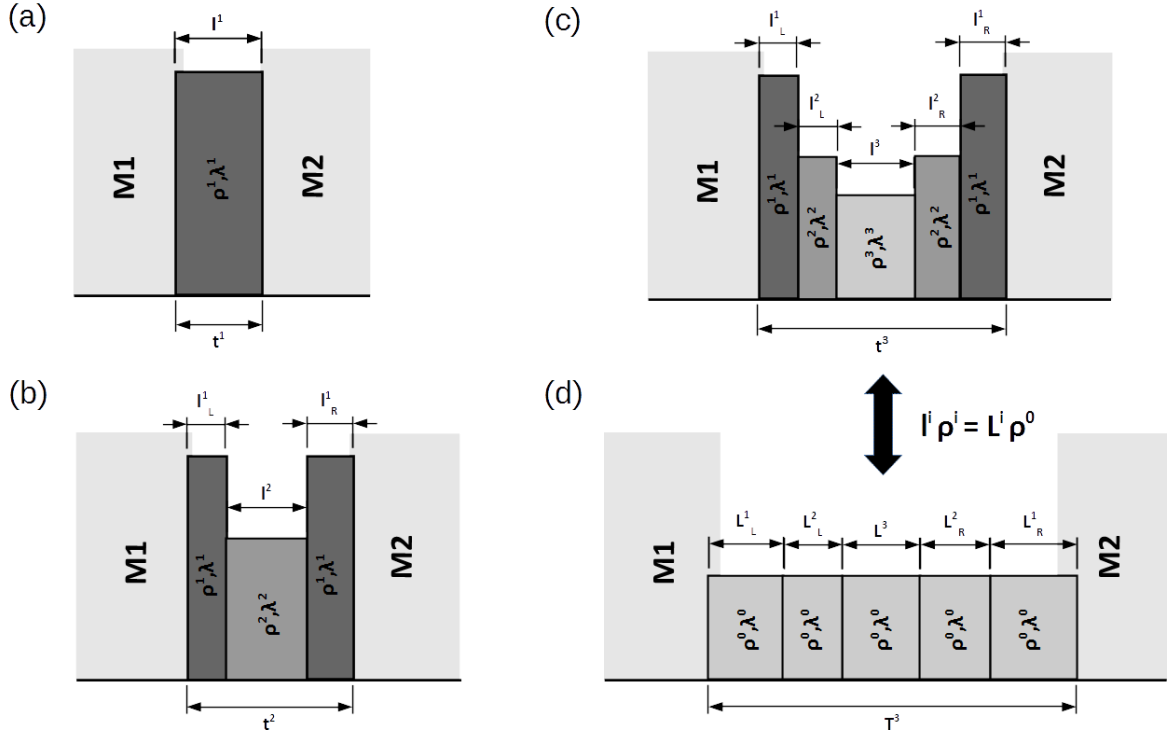 (a)
l¹
M1
ρ¹,λ¹
M2
t¹
(b)
l¹L
l¹R
l²
M1
ρ¹,λ¹
ρ²,λ²
ρ¹,λ¹
M2
t²
(c)
l¹L
l¹R
l²L
l²R
l³
M1
ρ¹,λ¹
ρ²,λ²
ρ³,λ³
ρ²,λ²
ρ¹,λ¹
M2
t³
lⁱ ρⁱ = Lⁱ ρ⁰
(d)
L¹L
L²L
L³
L²R
L¹R
M1
ρ⁰,λ⁰
ρ⁰,λ⁰
ρ⁰,λ⁰
ρ⁰,λ⁰
ρ⁰,λ⁰
M2
T³